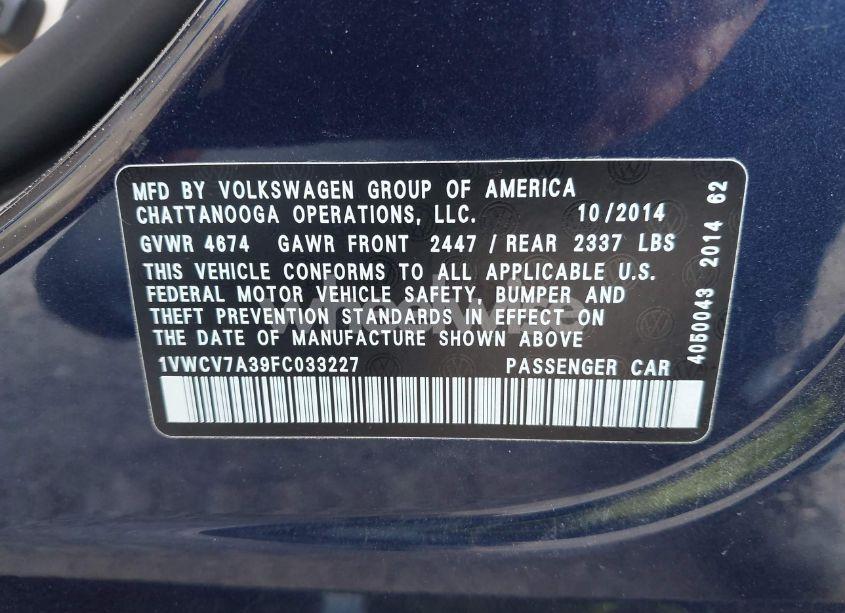 MFD BY VOLKSWAGEN GROUP OF AMERICA
CHATTANOOGA OPERATIONS, LLC. 10/2014
GVWR 4674 GAWR FRONT 2447 / REAR 2337 LBS
THIS VEHICLE CONFORMS TO ALL APPLICABLE U.S.
FEDERAL MOTOR VEHICLE SAFETY, BUMPER AND
THEFT PREVENTION STANDARDS IN EFFECT ON
THE DATE OF MANUFACTURE SHOWN ABOVE
1VWCV7A39FC033227 PASSENGER CAR
4050043 2014 62